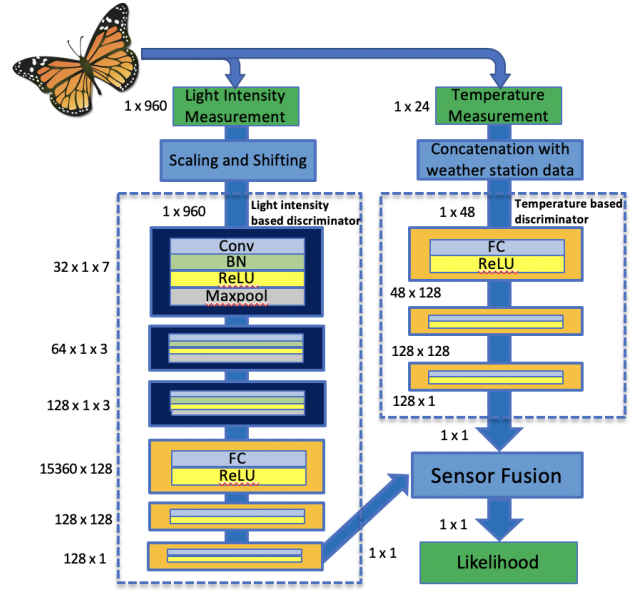 1 x 960
Light Intensity
Measurement
1 x 24
Temperature
Measurement
Scaling and Shifting
Concatenation with
weather station data
1 x 960
Light intensity
based discriminator
1 x 48
Temperature based
discriminator
32 x 1 x 7
Conv
BN
ReLU
Maxpool
FC
ReLU
48 x 128
64 x 1 x 3
128 x 128
128 x 1 x 3
128 x 1
1 x 1
15360 x 128
FC
ReLU
Sensor Fusion
128 x 128
1 x 1
128 x 1
1 x 1
Likelihood